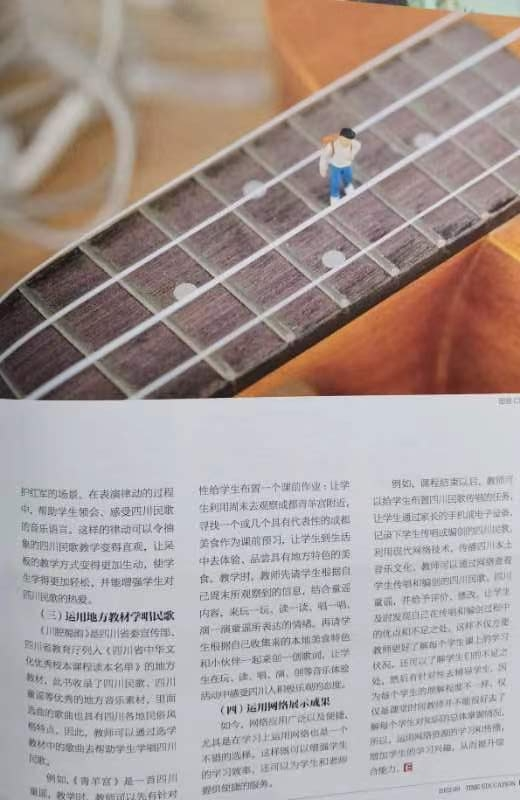 护红军的场景。在表演律动的过程
中，帮助学生领会、感受四川民歌
的音乐语言。这样的律动可以令抽
象的四川民歌教学变得直观，让呆
板的教学方式变得更加生动，使学
生学得更加轻松，并能增强学生对
四川民歌的热爱。
（三）运用地方教材学唱民歌
是四川省委宣传部、
四川省教育厅列入《四川省中华文
化优秀校本课程读本名单》的地方
教材，此书收录了四川民歌、四川
童谣等优秀的地方音乐素材，里面
选曲的歌曲也具有四川各地民俗风
格特点。因此，教师可以通过选学
教材中的歌曲去帮助学生学唱四川
民歌。
例如，《青羊宫》是一首四川
童谣，教学时，教师可以先有针对
性给学生布置一个课前作业：让学
生利用周末去观察成都青羊宫附近，
寻找一个或几个具有代表性的成都
美食作为课前预习，让学生到生活
中去体验、品尝具有地方特色的美
食。教学时，教师先请学生根据自
己周末所观察到的信息，结合童谣
内容，来玩一玩、读一读、唱一唱、
演一演童谣所表达的情绪，再请学
生根据自己收集来的本地美食特色
和小伙伴一起来创一创歌词，让学
生在玩、读、唱、演、创等音乐体验
活动中感受四川人积极乐观的态度。
（四）运用网络展示成果
如今，网络应用广泛以及便捷，
尤其是在学习上运用网络也是一个
不错的选择，这样既可以增强学生
的学习效率，还可以为学生和老师
提供便捷的服务。
例如，课程结束以后，教师可
以给学生布置四川民歌传唱的任务，
让学生通过家长的手机或电子设备，
记录下学生传唱或编创的四川民歌，
利用现代网络技术，传播四川本土
音乐文化。教师可以通过网络查看
学生传唱和编创的四川民歌、四川
童谣，并给予评价、修改，让学生
及时发现自己在传唱和编创过程中
的优点和不足之处。这样不仅方便
教师更好了解每个学生课上的学习
状况，还可以了解学生们的不足之
处，然后有针对性去辅导学生。因
为每个学生的理解程度不一样，仅
仅靠课堂时间教师并不能很好去了
解每个学生对知识的总体掌握情况，
所以，运用网络资源的学习和传播，
增加学生的学习兴趣，从而提升综
合能力。
TIME EDUCATION